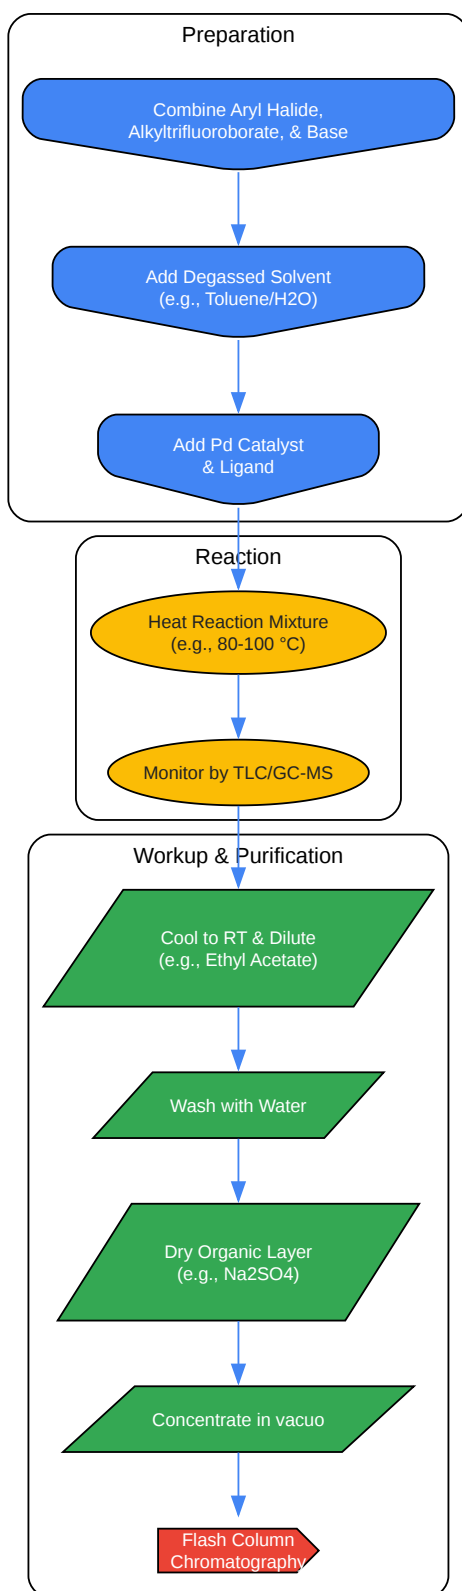 Preparation
Combine Aryl Halide,
Alkyltrifluoroborate, & Base
Add Degassed Solvent
(e.g., Toluene/H2O)
Add Pd Catalyst
& Ligand
Reaction
Heat Reaction Mixture
(e.g., 80-100 °C)
Monitor by TLC/GC-MS
Workup & Purification
Cool to RT & Dilute
(e.g., Ethyl Acetate)
Wash with Water
Dry Organic Layer
(e.g., Na2SO4)
Concentrate in vacuo
Flash Column
Chromatography